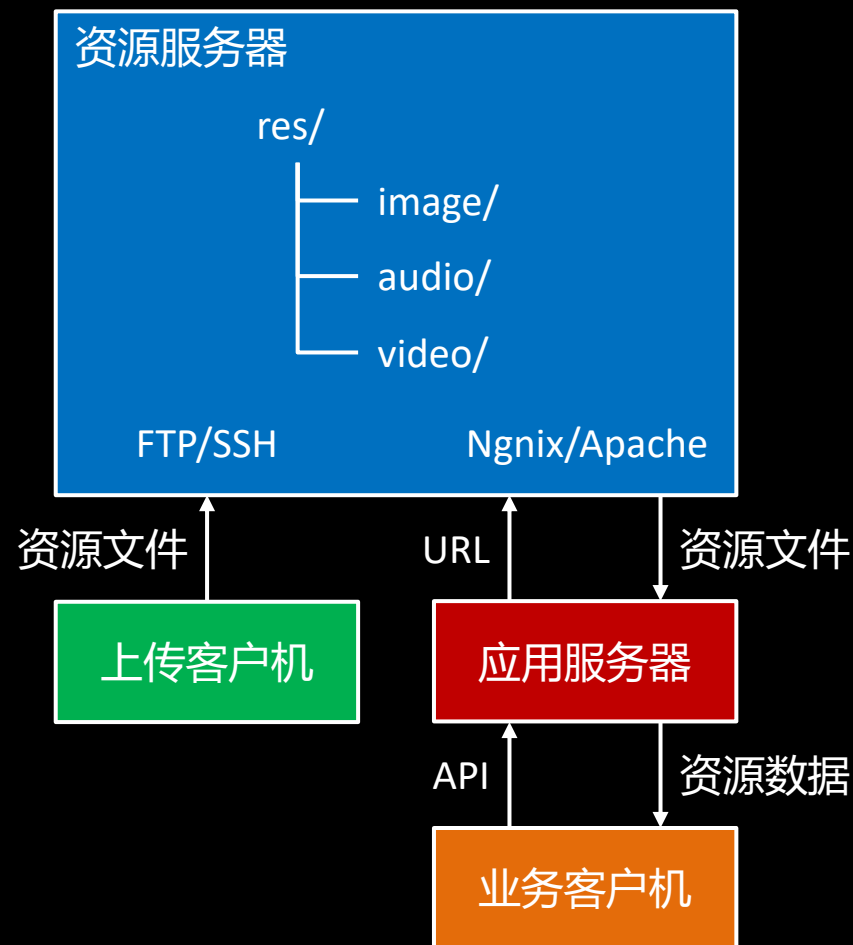 资源服务器
res/
image/
audio/
video/
FTP/SSH
Ngnix/Apache
资源文件
URL
资源文件
上传客户机
应用服务器
API
资源数据
业务客户机